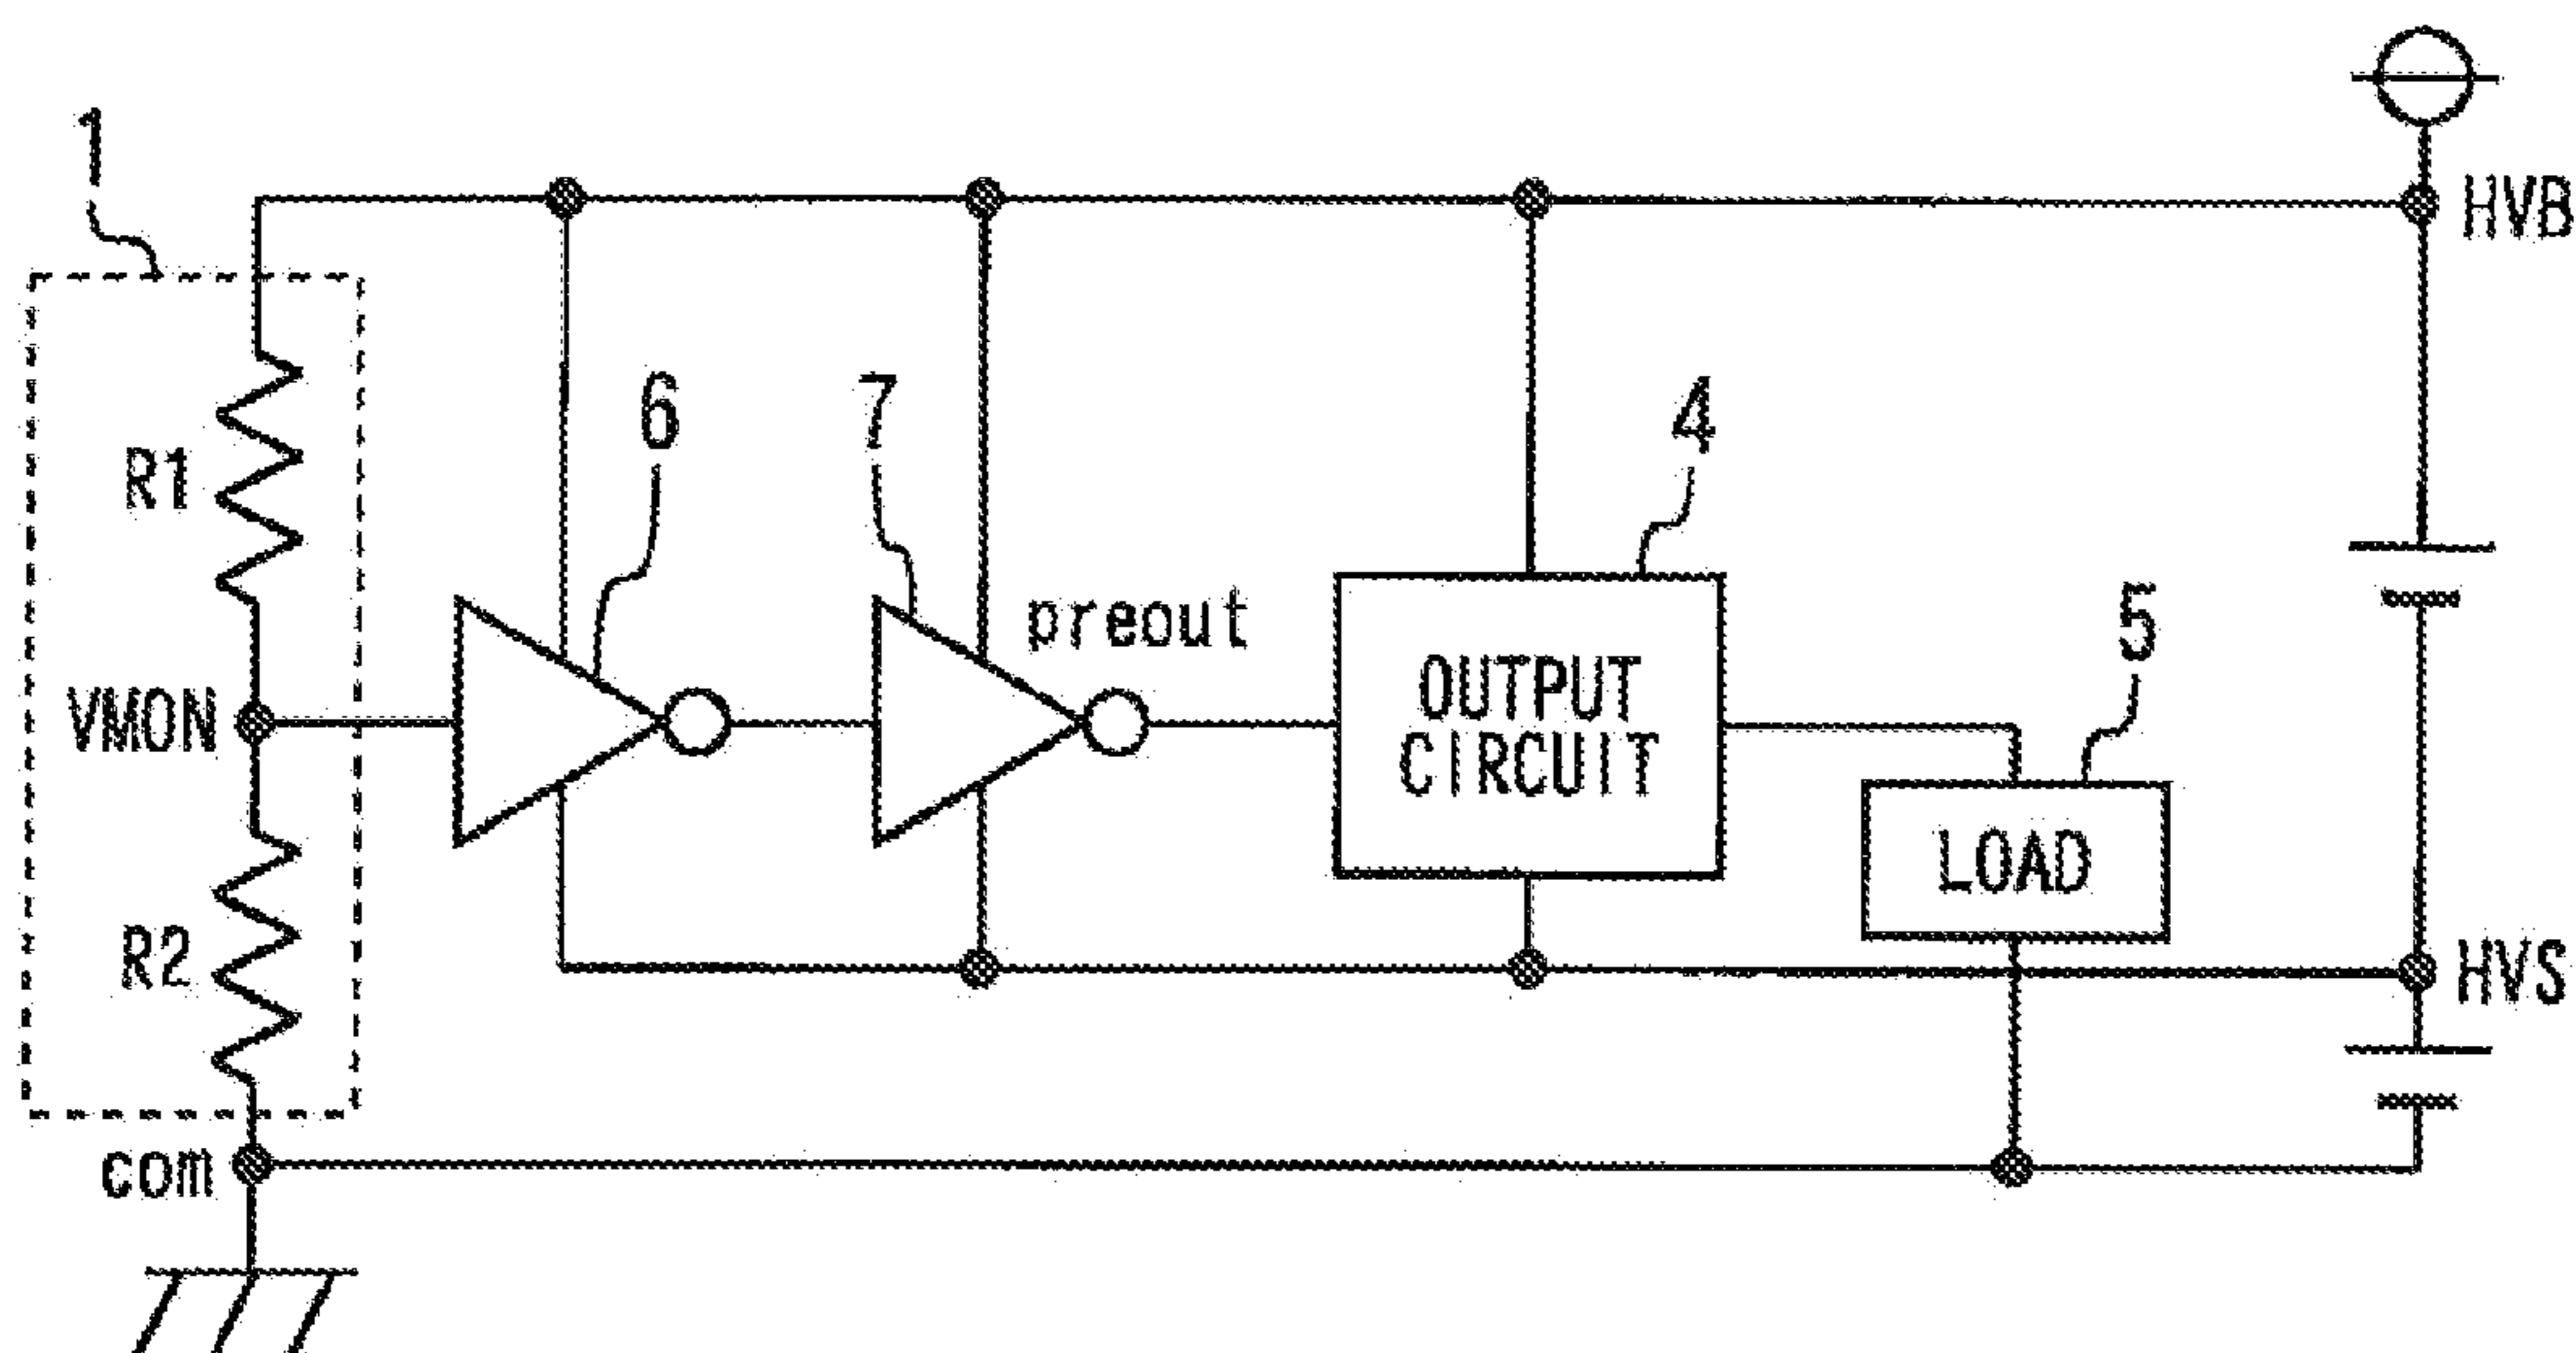 1
HVB
6
7
4
R1
preout
5
VMON
OUTPUT
CIRCUIT
LOAD
R2
HVS
com